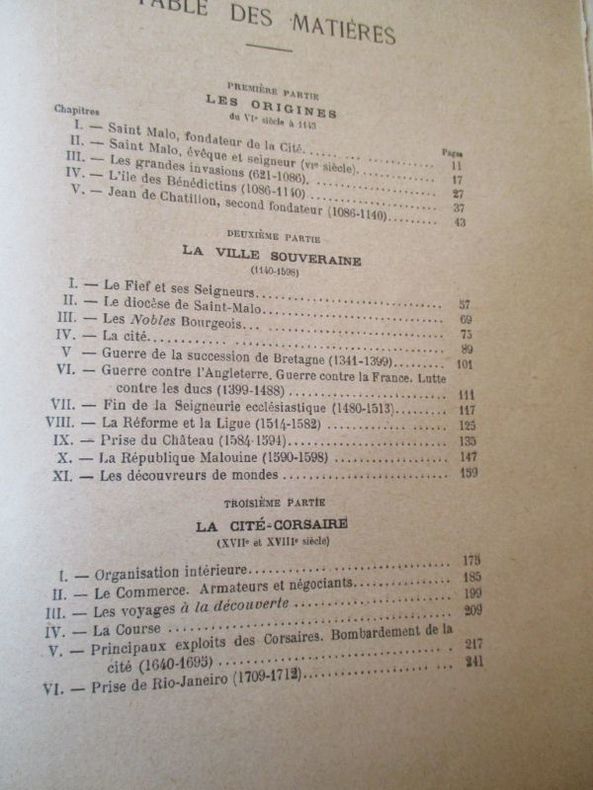 TABLE DES MATIÈRES
PREMIÈRE PARTIE
LES ORIGINES
du VIe siècle à 1143
Chapitres Pages
I. — Saint Malo, fondateur de la Cité. 11
II. — Saint Malo, évêque et seigneur (VIe siècle). 17
III. — Les grandes invasions (621-1086). 27
IV. — L'ile des Bénédictins (1086-1140) 37
V. — Jean de Chatillon, second fondateur (1086-1140) 43
DEUXIÈME PARTIE
LA VILLE SOUVERAINE
(1140-1598)
I. — Le Fief et ses Seigneurs 57
II. — Le diocèse de Saint-Malo 69
III. — Les Nobles Bourgeois 75
IV. — La cité 89
V — Guerre de la succession de Bretagne (1341-1399) 101
VI. — Guerre contre l'Angleterre. Guerre contre la France. Lutte
contre les ducs (1399-1488) 111
VII. — Fin de la Seigneurie ecclésiastique (1480-1513) 117
VIII. — La Réforme et la Ligue (1514-1582) 125
IX. — Prise du Château (1584-1594) 135
X. — La République Malouine (1590-1598) 147
XI. — Les découvreurs de mondes 159
TROISIÈME PARTIE
LA CITÉ-CORSAIRE
(XVIIe et XVIIIe siècle)
I. — Organisation intérieure 175
II. — Le Commerce. Armateurs et négociants 185
III. — Les voyages à la découverte 199
IV. — La Course 209
V. — Principaux exploits des Corsaires. Bombardement de la
cité (1640-1695) 217
VI. — Prise de Rio-Janeiro (1709-1712) 241